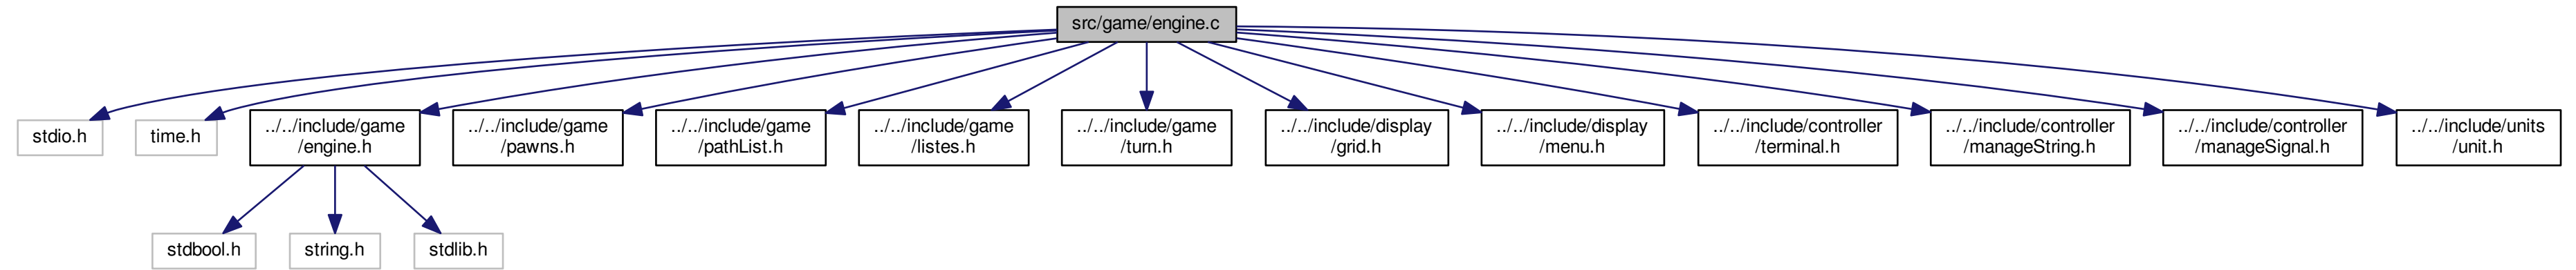 src/game/engine.c
stdio.h
time.h
../../include/game
/engine.h
../../include/game
/pawns.h
../../include/game
/pathList.h
../../include/game
/listes.h
../../include/game
/turn.h
../../include/display
/grid.h
../../include/display
/menu.h
../../include/controller
/terminal.h
../../include/controller
/manageString.h
../../include/controller
/manageSignal.h
../../include/units
/unit.h
stdbool.h
string.h
stdlib.h